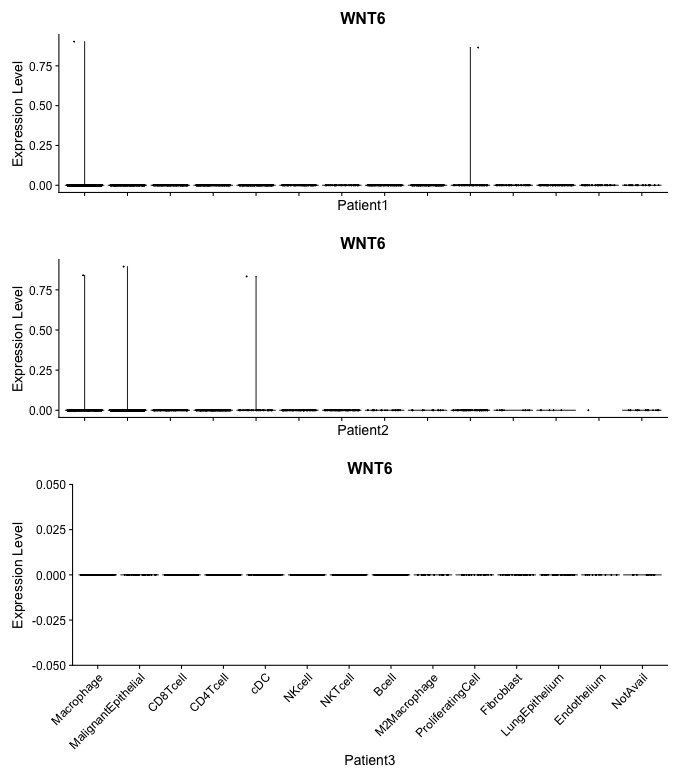 WNT6
Expression Level
0.75
0.50
0.25
0.00
Patient1
WNT6
Expression Level
0.75
0.50
0.25
0.00
Patient2
WNT6
Expression Level
0.050
0.025
0.000
-0.025
-0.050
Macrophage
MalignantEpithelial
CD8Tcell
CD4Tcell
cDC
NKcell
NKTcell
Bcell
M2Macrophage
ProliferatingCell
Fibroblast
LungEpithelium
Endothelium
NotAvail
Patient3